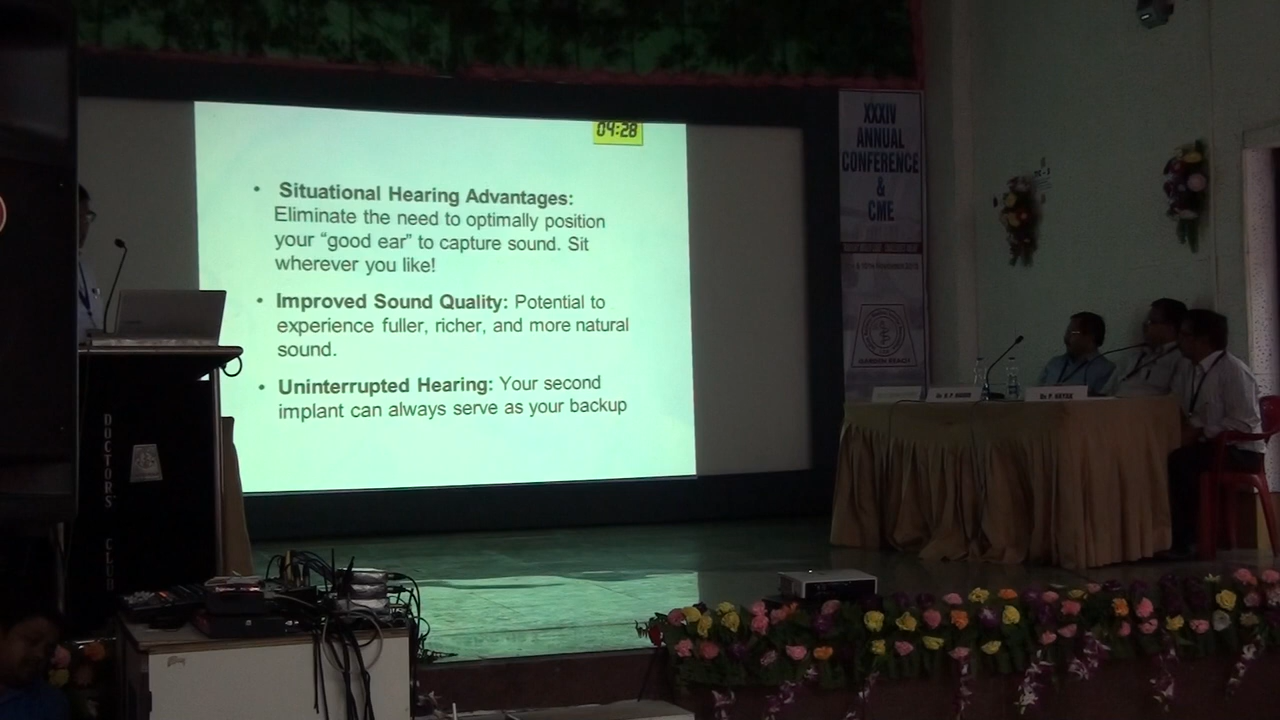 04:28
• Situational Hearing Advantages:
Eliminate the need to optimally position
your “good ear” to capture sound. Sit
wherever you like!
• Improved Sound Quality: Potential to
experience fuller, richer, and more natural
sound.
• Uninterrupted Hearing: Your second
implant can always serve as your backup
XXXIV
ANNUAL
CONFERENCE
&
CME
DOCTORS' CLUB
Dr. P. NAYAK